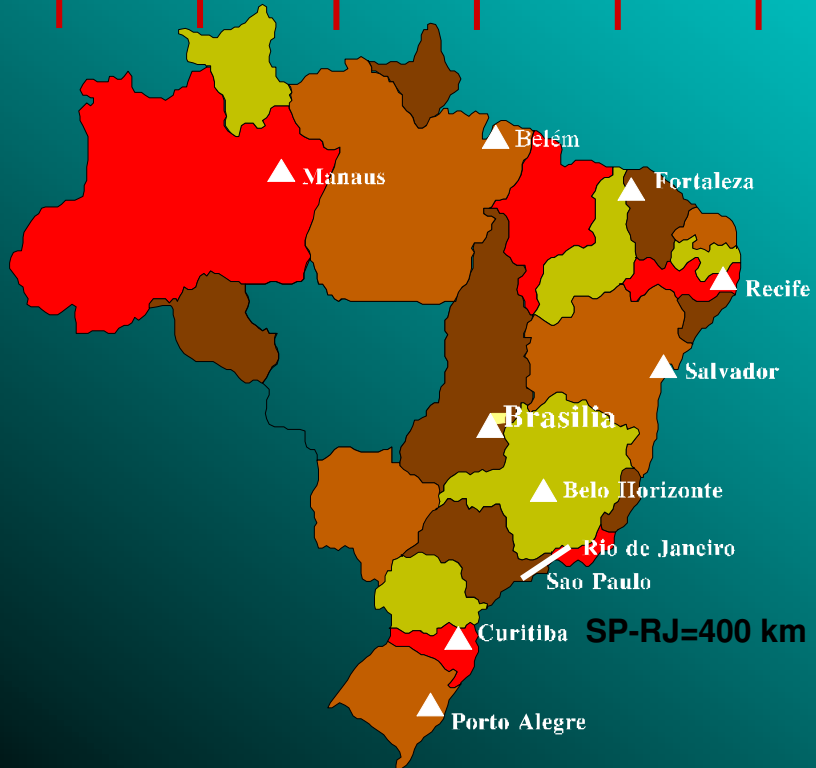 Belém
Manaus
Fortaleza
Recife
Salvador
Brasilia
Belo Horizonte
Rio de Janeiro
Sao Paulo
Curitiba
SP-RJ=400 km
Porto Alegre